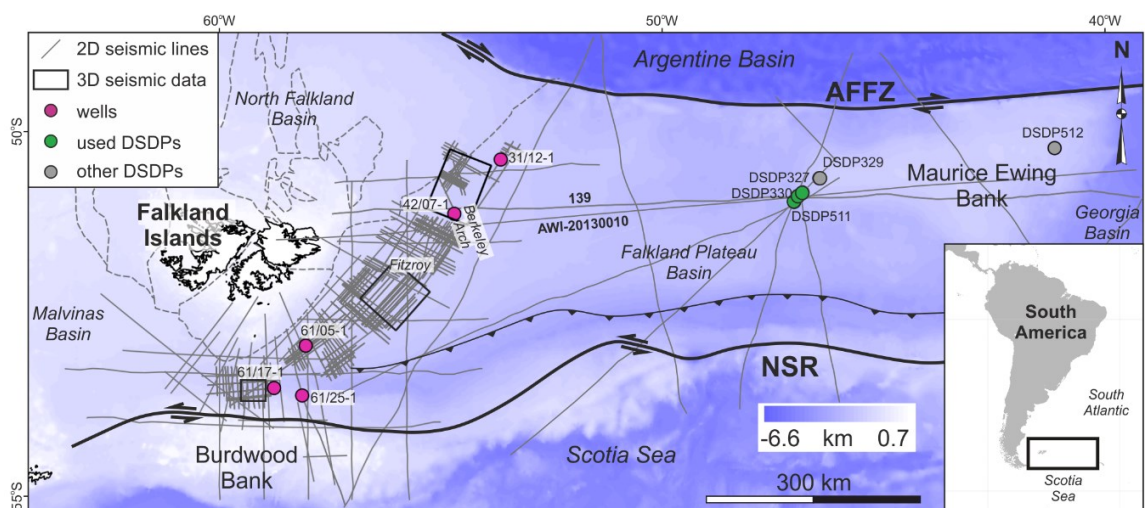 60°W
50°W
40°W
2D seismic lines
3D seismic data
wells
used DSDPs
other DSDPs
North Falkland
Basin
Argentine Basin
AFFZ
N
50°S
DSDP512
31/12-1
DSDP329
DSDP327
DSDP330
DSDP511
Maurice Ewing
Bank
42/07-1
139
AWI-20130010
Berkeley
Arch
Falkland
Islands
Georgia
Basin
Falkland Plateau
Basin
Fitzroy
Malvinas
Basin
61/05-1
61/17-1
61/25-1
NSR
South
America
South
Atlantic
Scotia
Sea
-6.6 km 0.7
Burdwood
Bank
Scotia Sea
300 km
55°S